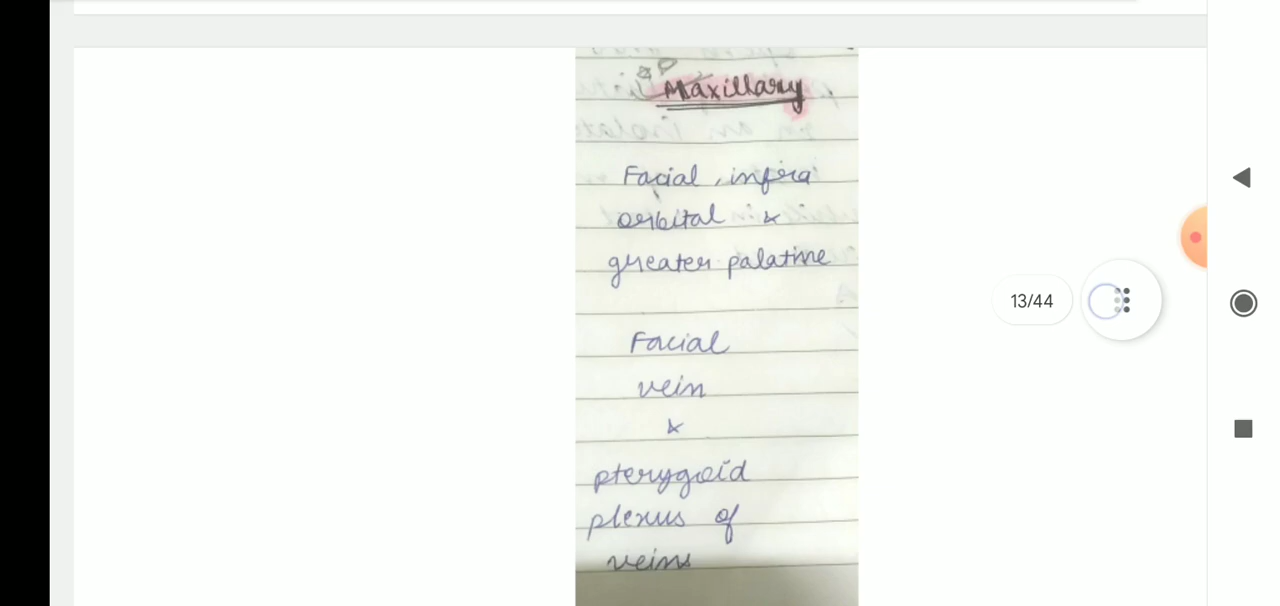 Maxillary
Facial, infra
orbital &
greater palatine
Facial
vein
&
pterygoid
plexus of
veins
13/44